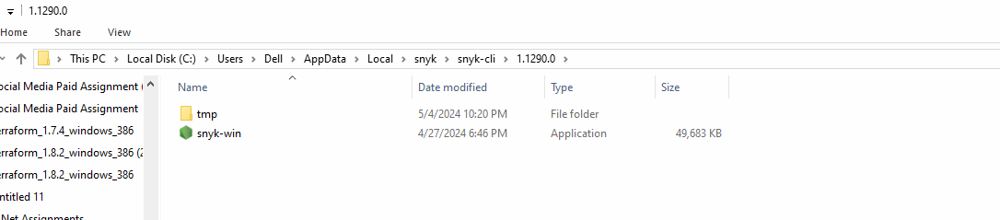 1.1290.0
Home Share View
This PC > Local Disk (C:) > Users > Dell > AppData > Local > snyk > snyk-cli > 1.1290.0 >
Name Date modified Type Size
ocial Media Paid Assignment (
ocial Media Paid Assignment
erraform_1.7.4_windows_386
erraform_1.8.2_windows_386 (2
erraform_1.8.2_windows_386
ntitled 11
Net Assignments
tmp 5/4/2024 10:20 PM File folder
snyk-win 4/27/2024 6:46 PM Application 49,683 KB